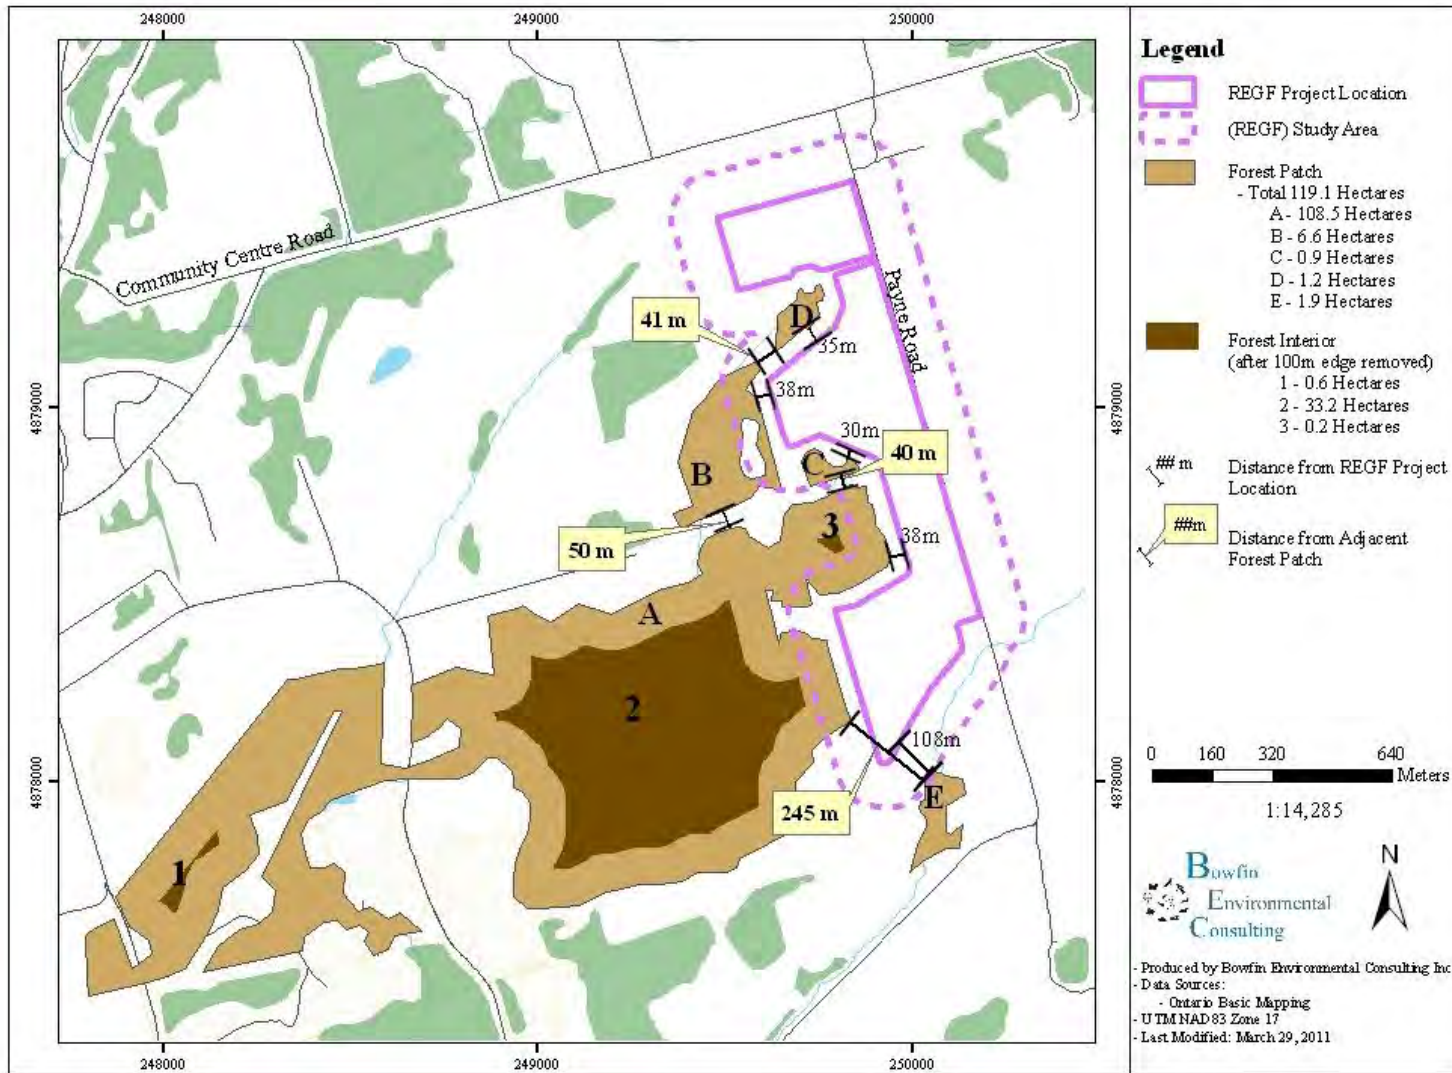 248000
249000
250000
Community Centre Road
Payne Road
41 m
D
35m
38m
30m
40 m
C
B
50 m
3
38m
A
2
1
108m
E
245 m
4879000
4878000
4879000
4878000
248000
249000
250000
Legend
REGF Project Location
(REGF) Study Area
Forest Patch
- Total 119.1 Hectares
A - 108.5 Hectares
B - 6.6 Hectares
C - 0.9 Hectares
D - 1.2 Hectares
E - 1.9 Hectares
Forest Interior
(after 100m edge removed)
1 - 0.6 Hectares
2 - 33.2 Hectares
3 - 0.2 Hectares
## m
Distance from REGF Project
Location
##m
Distance from Adjacent
Forest Patch
0 160 320 640
Meters
1:14,285
Bowfin
Environmental
Consulting
N
- Produced by Bowfin Environmental Consulting Inc
- Data Sources:
- Ontario Basic Mapping
- UTM NAD83 Zone 17
- Last Modified: March 29, 2011